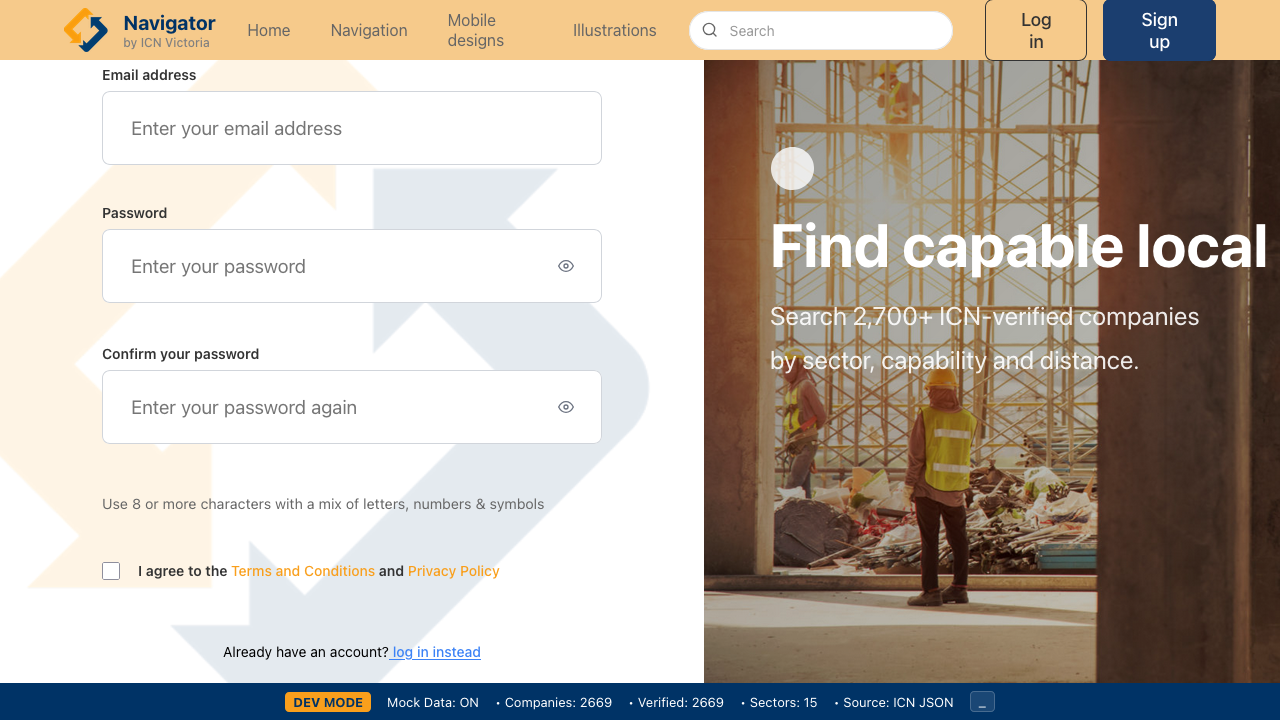 Navigator
by ICN Victoria
Home
Navigation
Mobile
designs
Illustrations
Search
Log
in
Sign
up
Email address
Enter your email address
Password
Enter your password
Confirm your password
Enter your password again
Use 8 or more characters with a mix of letters, numbers & symbols
I agree to the Terms and Conditions and Privacy Policy
Already have an account? log in instead
Find capable local
Search 2,700+ ICN-verified companies
by sector, capability and distance.
DEV MODE Mock Data: ON • Companies: 2669 • Verified: 2669 • Sectors: 15 • Source: ICN JSON _